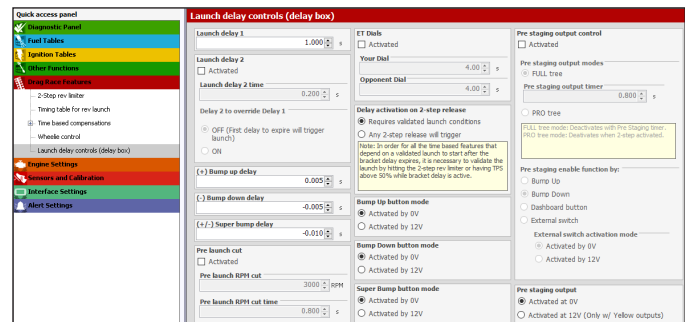 Quick access panel
Diagnostic Panel
Fuel Tables
Ignition Tables
Other Functions
Drag Race Features
2-Step rev limiter
Timing table for rev launch
Time based compensations
Wheelie control
Launch delay controls (delay box)
Engine Settings
Sensors and Calibration
Interface Settings
Alert Settings
Launch delay controls (delay box)
Launch delay 1
1.000 s
Launch delay 2
Activated
Launch delay 2 time
0.200 s
Delay 2 to override Delay 1
OFF (First delay to expire will trigger
launch)
ON
(+) Bump up delay
0.005 s
(-) Bump down delay
-0.005 s
(+/-) Super bump delay
-0.010 s
Pre launch cut
Activated
Pre launch RPM cut
3000 RPM
Pre launch RPM cut time
0.800 s
ET Dials
Activated
Your Dial
4.00 s
Opponent Dial
4.00 s
Delay activation on 2-step release
Requires validated launch conditions
Any 2-step release will trigger
Note: In order for all the time based features that
depend on a validated launch to start after the
bracket delay expires, it is necessary to validate the
launch by hitting the 2-step rev limiter or having TPS
above 50% while bracket delay is active.
Bump Up button mode
Activated by 0V
Activated by 12V
Bump Down button mode
Activated by 0V
Activated by 12V
Super Bump button mode
Activated by 0V
Activated by 12V
Pre staging output control
Activated
Pre staging output modes
FULL tree
Pre staging output timer
0.800 s
PRO tree
FULL tree mode: Deactivates with Pre Staging timer.
PRO tree mode: Deativates when 2-step activated.
Pre staging enable function by:
Bump Up
Bump Down
Dashboard button
External switch
External switch activation mode
Activated by 0V
Activated by 12V
Pre staging output
Activated at 0V
Activated at 12V (Only w/ Yellow outputs)